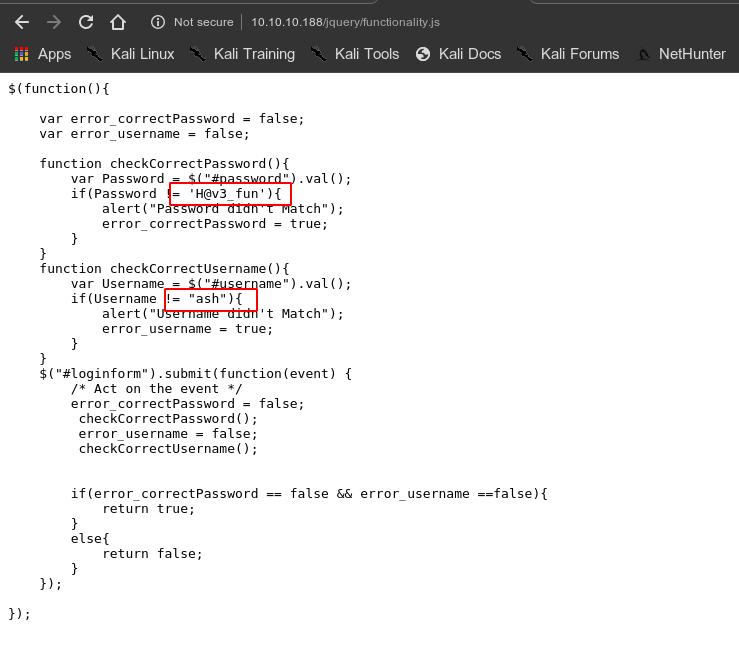 Not secure 10.10.10.188/jquery/functionality.js
Apps Kali Linux Kali Training Kali Tools Kali Docs Kali Forums NetHunter
$(function(){
    var error_correctPassword = false;
    var error_username = false;
    function checkCorrectPassword(){
        var Password = $("#password").val();
        if(Password != 'H@v3_fun'){
            alert("Password didn't Match");
            error_correctPassword = true;
        }
    }
    function checkCorrectUsername(){
        var Username = $("#username").val();
        if(Username != "ash"){
            alert("Username didn't Match");
            error_username = true;
        }
    }
    $("#loginform").submit(function(event) {
        /* Act on the event */
        error_correctPassword = false;
         checkCorrectPassword();
         error_username = false;
         checkCorrectUsername();
        if(error_correctPassword == false && error_username ==false){
            return true;
        }
        else{
            return false;
        }
    });
});